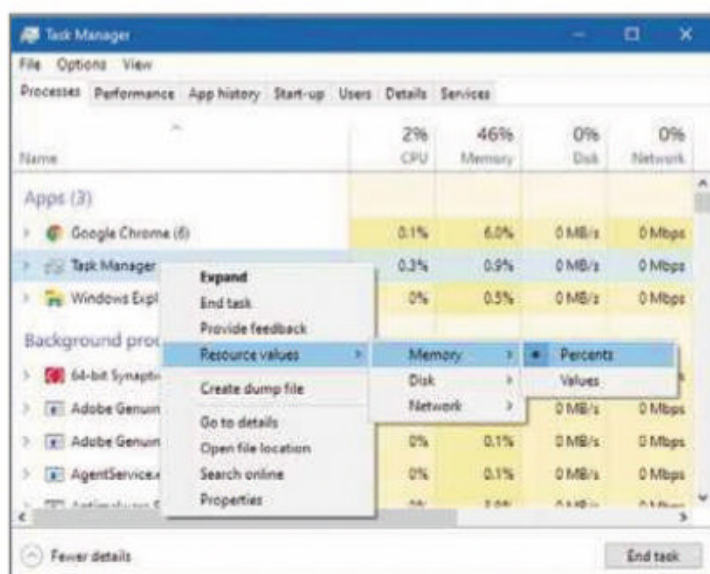 Task Manager
File Options View
Processes Performance App history Start-up Users Details Services
2% 46% 0% 0%
Name CPU Memory Disk Network
Apps (3)
Google Chrome (6) 0.1% 6.0% 0 MB/s 0 Mbps
Task Manager 0.3% 0.9% 0 MB/s 0 Mbps
Windows Expl 0% 0.5% 0 MB/s 0 Mbps
Expand
End task
Provide feedback
Background pro
Resource values Memory Percents
64-bit Synapti
Disk Values
Create dump file
Network
Adobe Genuin 0 MB/s 0 Mbps
Go to details
Adobe Genuin 0% 0.1% 0 MB/s 0 Mbps
Open file location
AgentService.e 0% 0.1% 0 MB/s 0 Mbps
Search online
Properties
Fewer details End task